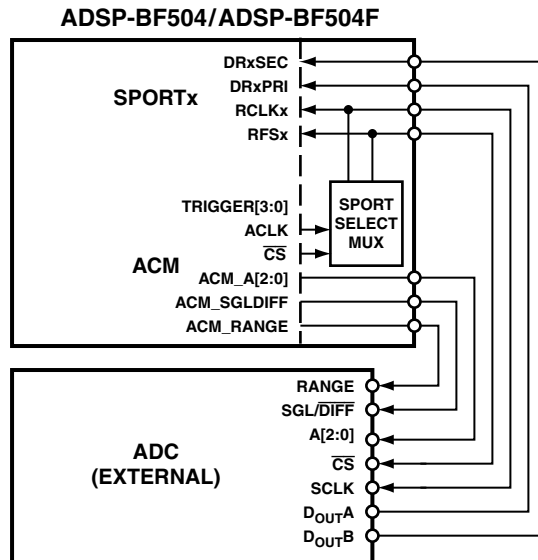 ADSP-BF504/ADSP-BF504F
DRxSEC
DRxPRI
SPORTx
RCLKx
RFSx
TRIGGER[3:0]
ACLK
CS
SPORT
SELECT
MUX
ACM
ACM_A[2:0]
ACM_SGLDIFF
ACM_RANGE
RANGE
SGL/DIFF
A[2:0]
ADC
(EXTERNAL)
CS
SCLK
DOUTA
DOUTB